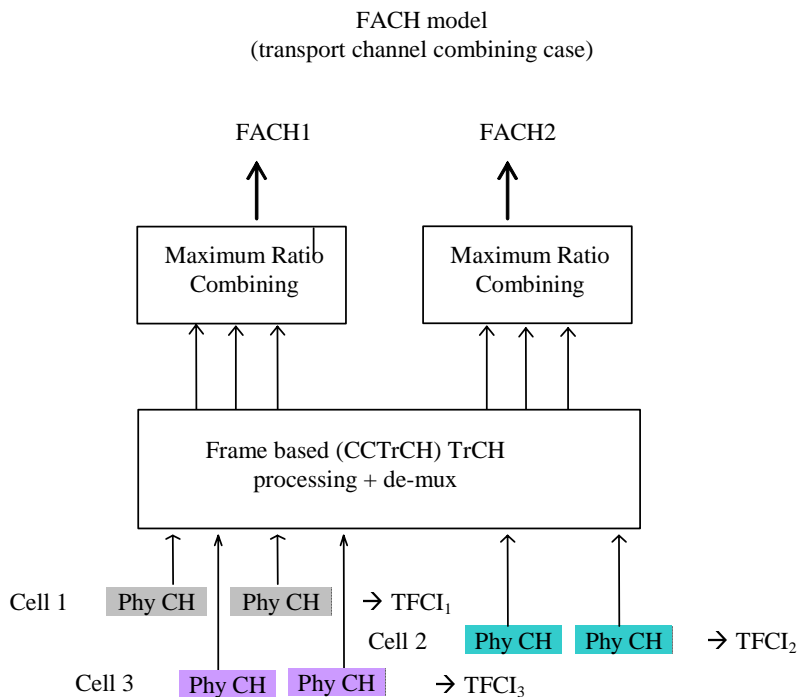 FACH model
(transport channel combining case)
FACH1 FACH2
Maximum Ratio
Combining
Maximum Ratio
Combining
Frame based (CCTrCH) TrCH
processing + de-mux
Cell 1 Phy CH Phy CH → TFCI₁
Cell 2 Phy CH Phy CH → TFCI₂
Cell 3 Phy CH Phy CH → TFCI₃